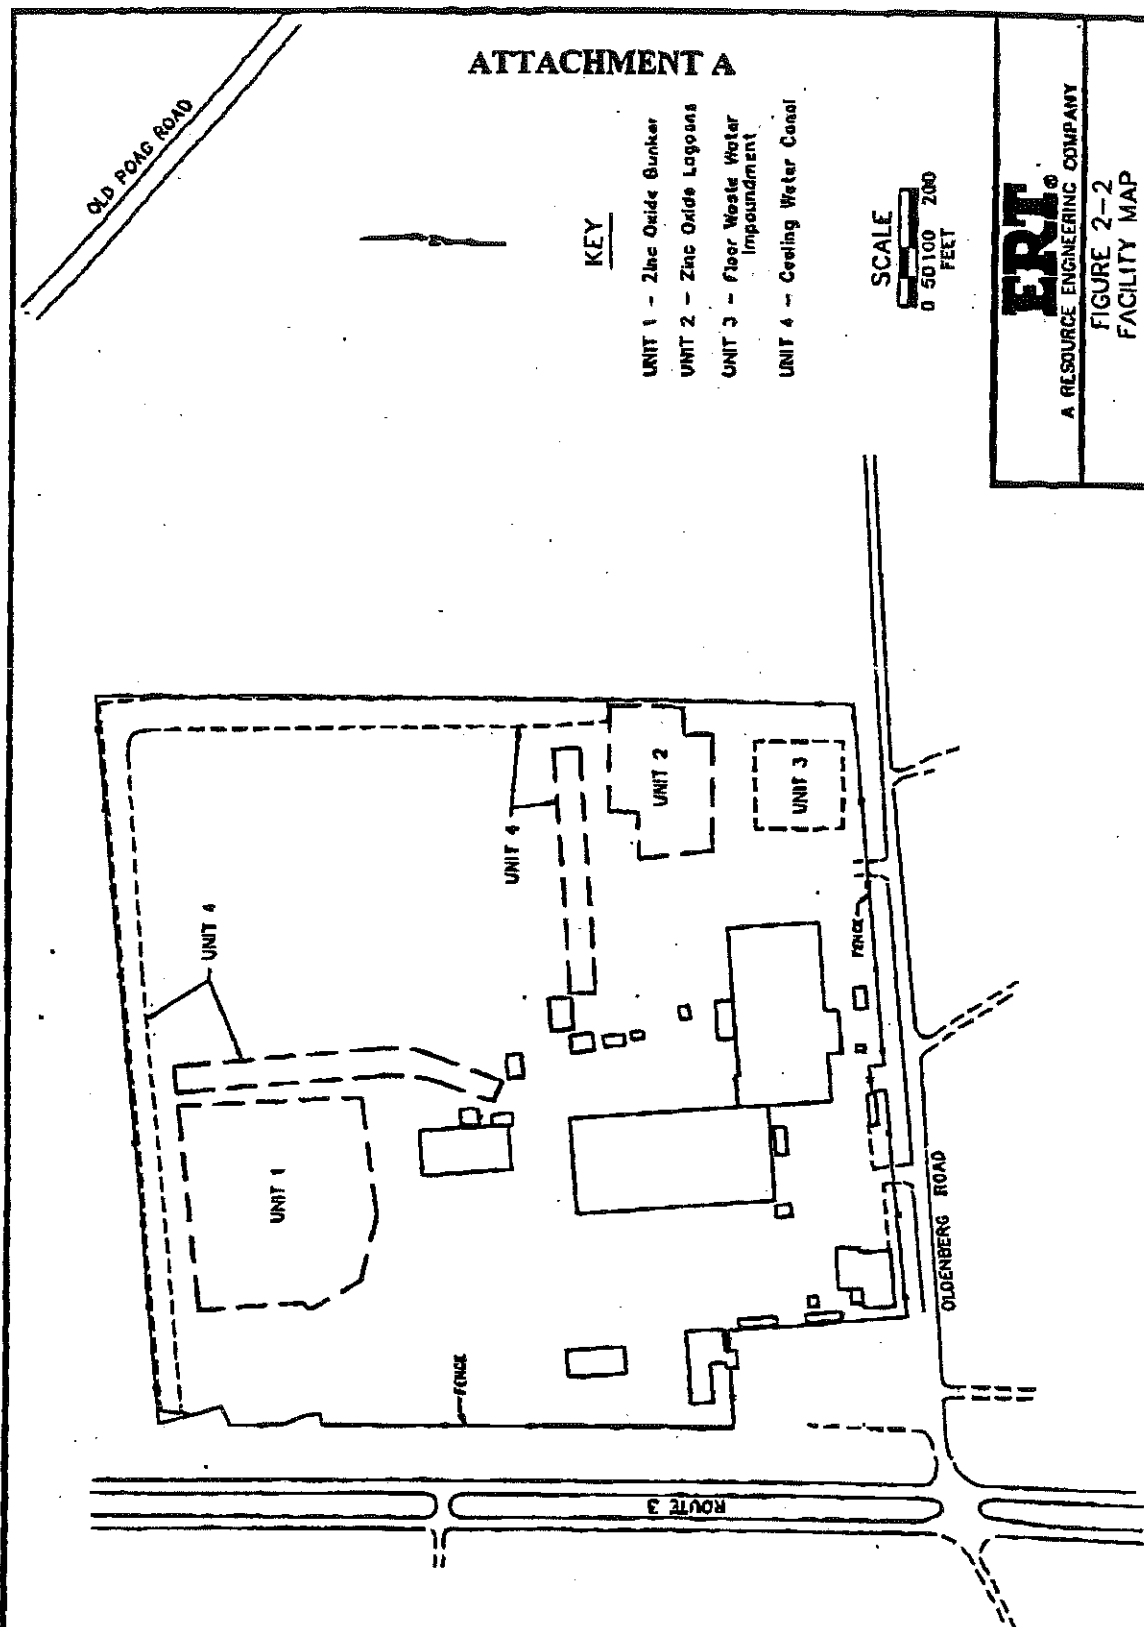 ATTACHMENT A
OLD POAG ROAD
KEY
UNIT 1 - Zinc Oxide Bunker
UNIT 2 - Zinc Oxide Lagoons
UNIT 3 - Floor Waste Water
Impoundment
UNIT 4 - Cooling Water Canal
SCALE
0 50 100 200
FEET
ERT®
A RESOURCE ENGINEERING COMPANY
FIGURE 2-2
FACILITY MAP
UNIT 4
UNIT 4
UNIT 2
UNIT 3
UNIT 1
FENCE
FENCE
OLDENBERG ROAD
ROUTE 3